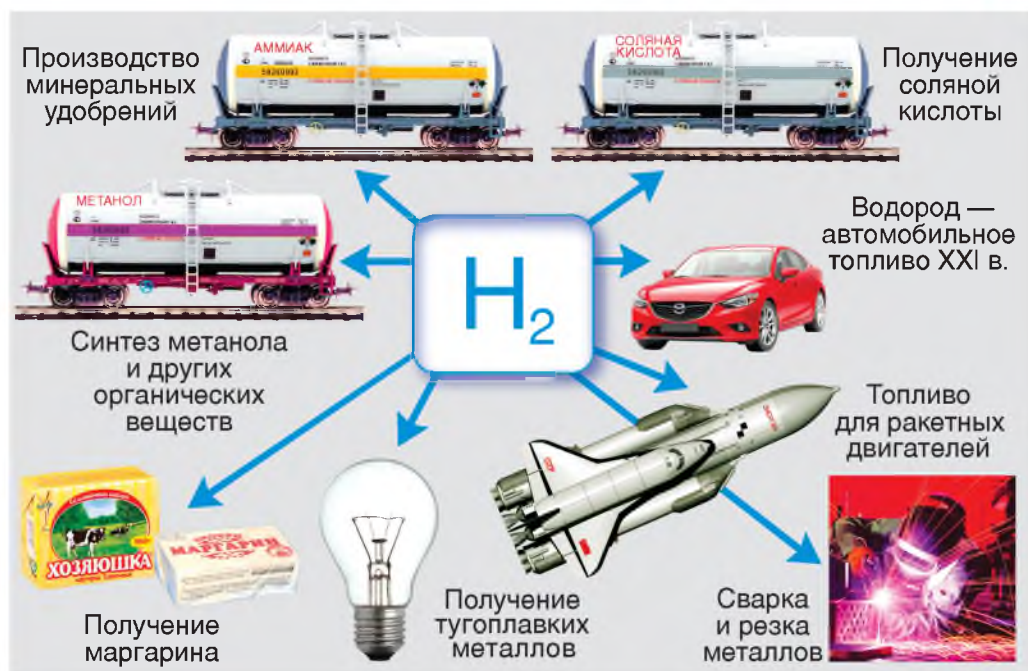 Производство
минеральных
удобрений
АММИАК
СОЛЯНАЯ
КИСЛОТА
Получение
соляной
кислоты
МЕТАНОЛ
Синтез метанола
и других
органических
веществ
H₂
Водород —
автомобильное
топливо XXI в.
Топливо
для ракетных
двигателей
ХОЗЯЮШКА
МАРГАРИН
Получение
маргарина
Получение
тугоплавких
металлов
Сварка
и резка
металлов